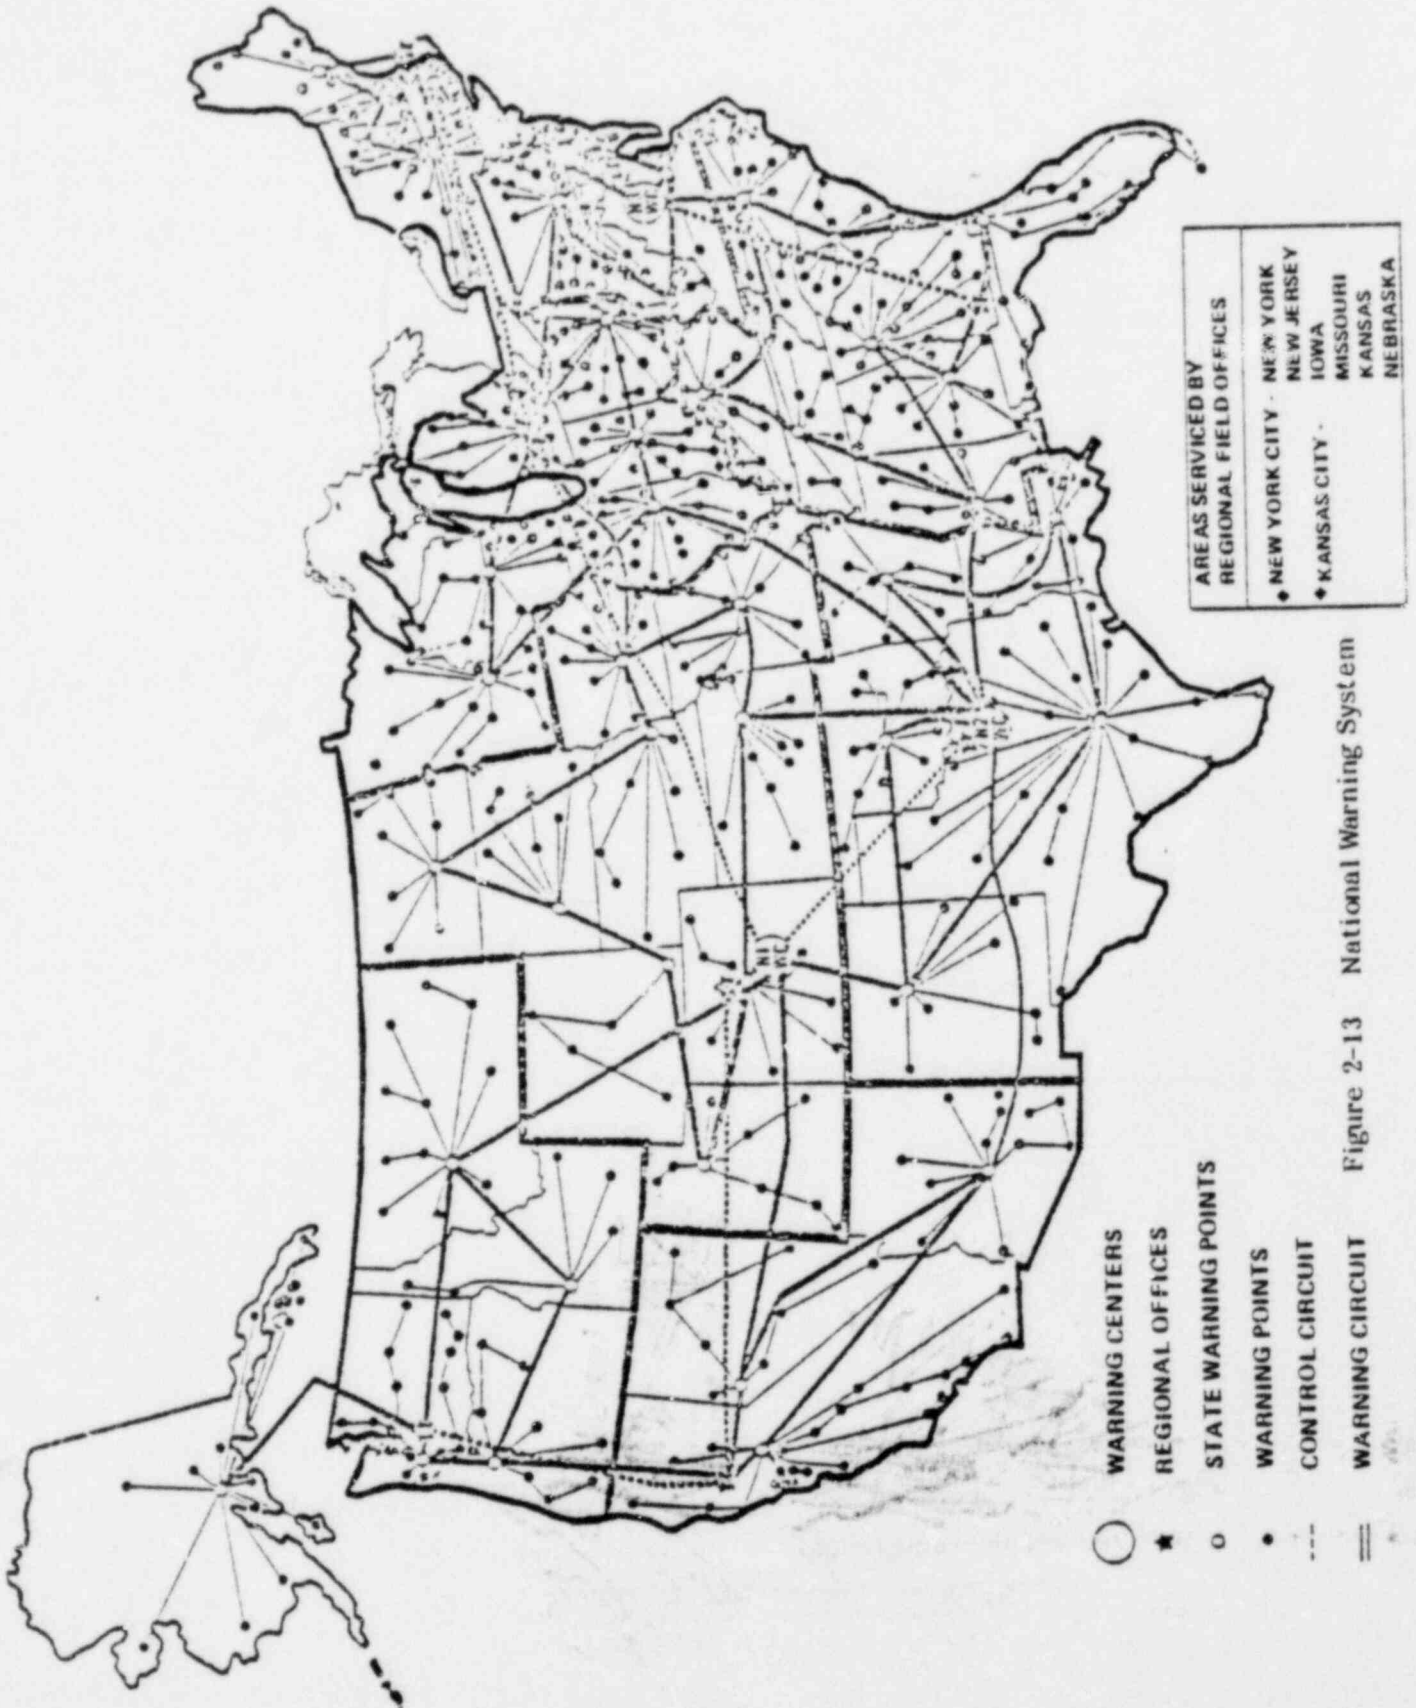 AREAS SERVICED BY
REGIONAL FIELD OFFICES
NEW YORK CITY - NEW YORK
NEW JERSEY
KANSAS CITY - IOWA
MISSOURI
KANSAS
NEBRASKA
WARNING CENTERS
REGIONAL OFFICES
STATE WARNING POINTS
WARNING POINTS
CONTROL CIRCUIT
WARNING CIRCUIT
Figure 2-13 National Warning System